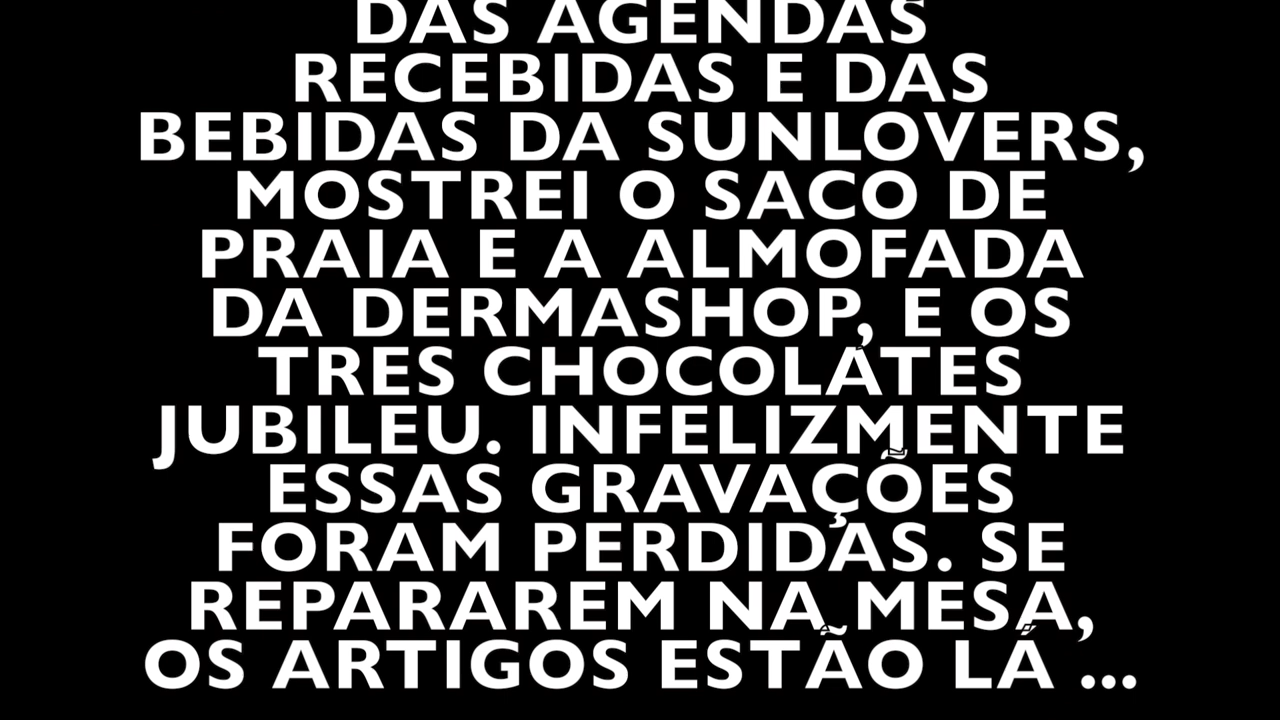 DAS AGENDAS
RECEBIDAS E DAS
BEBIDAS DA SUNLOVERS,
MOSTREI O SACO DE
PRAIA E A ALMOFADA
DA DERMASHOP, E OS
TRES CHOCOLATES
JUBILEU. INFELIZMENTE
ESSAS GRAVAÇÕES
FORAM PERDIDAS. SE
REPARAREM NA MESA,
OS ARTIGOS ESTÃO LÁ ...